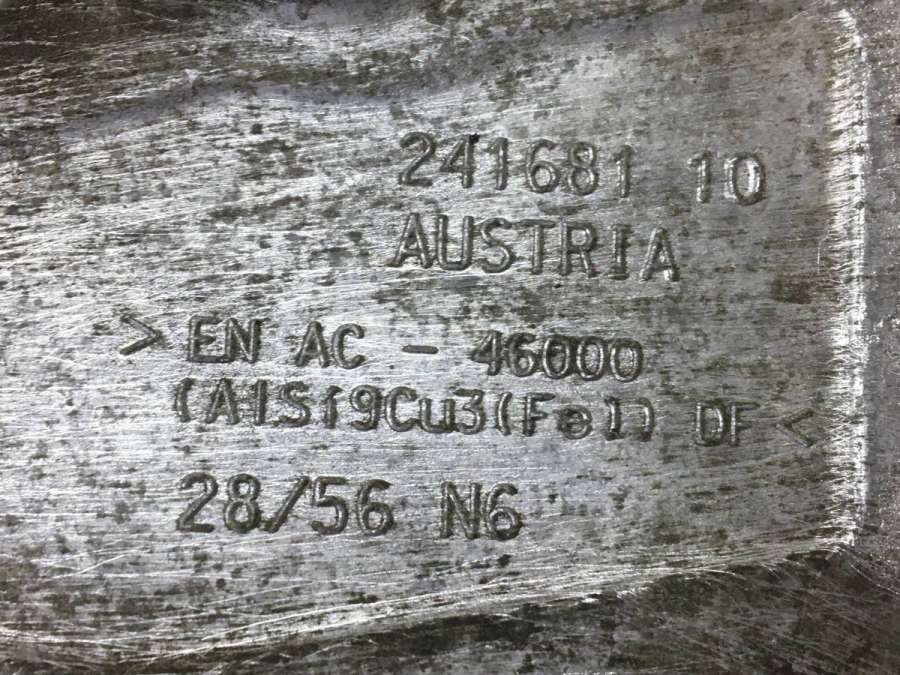 241681 10
AUSTRIA
> EN AC - 46000
(AlSi9Cu3(Fe)) DF <
28/56 N6